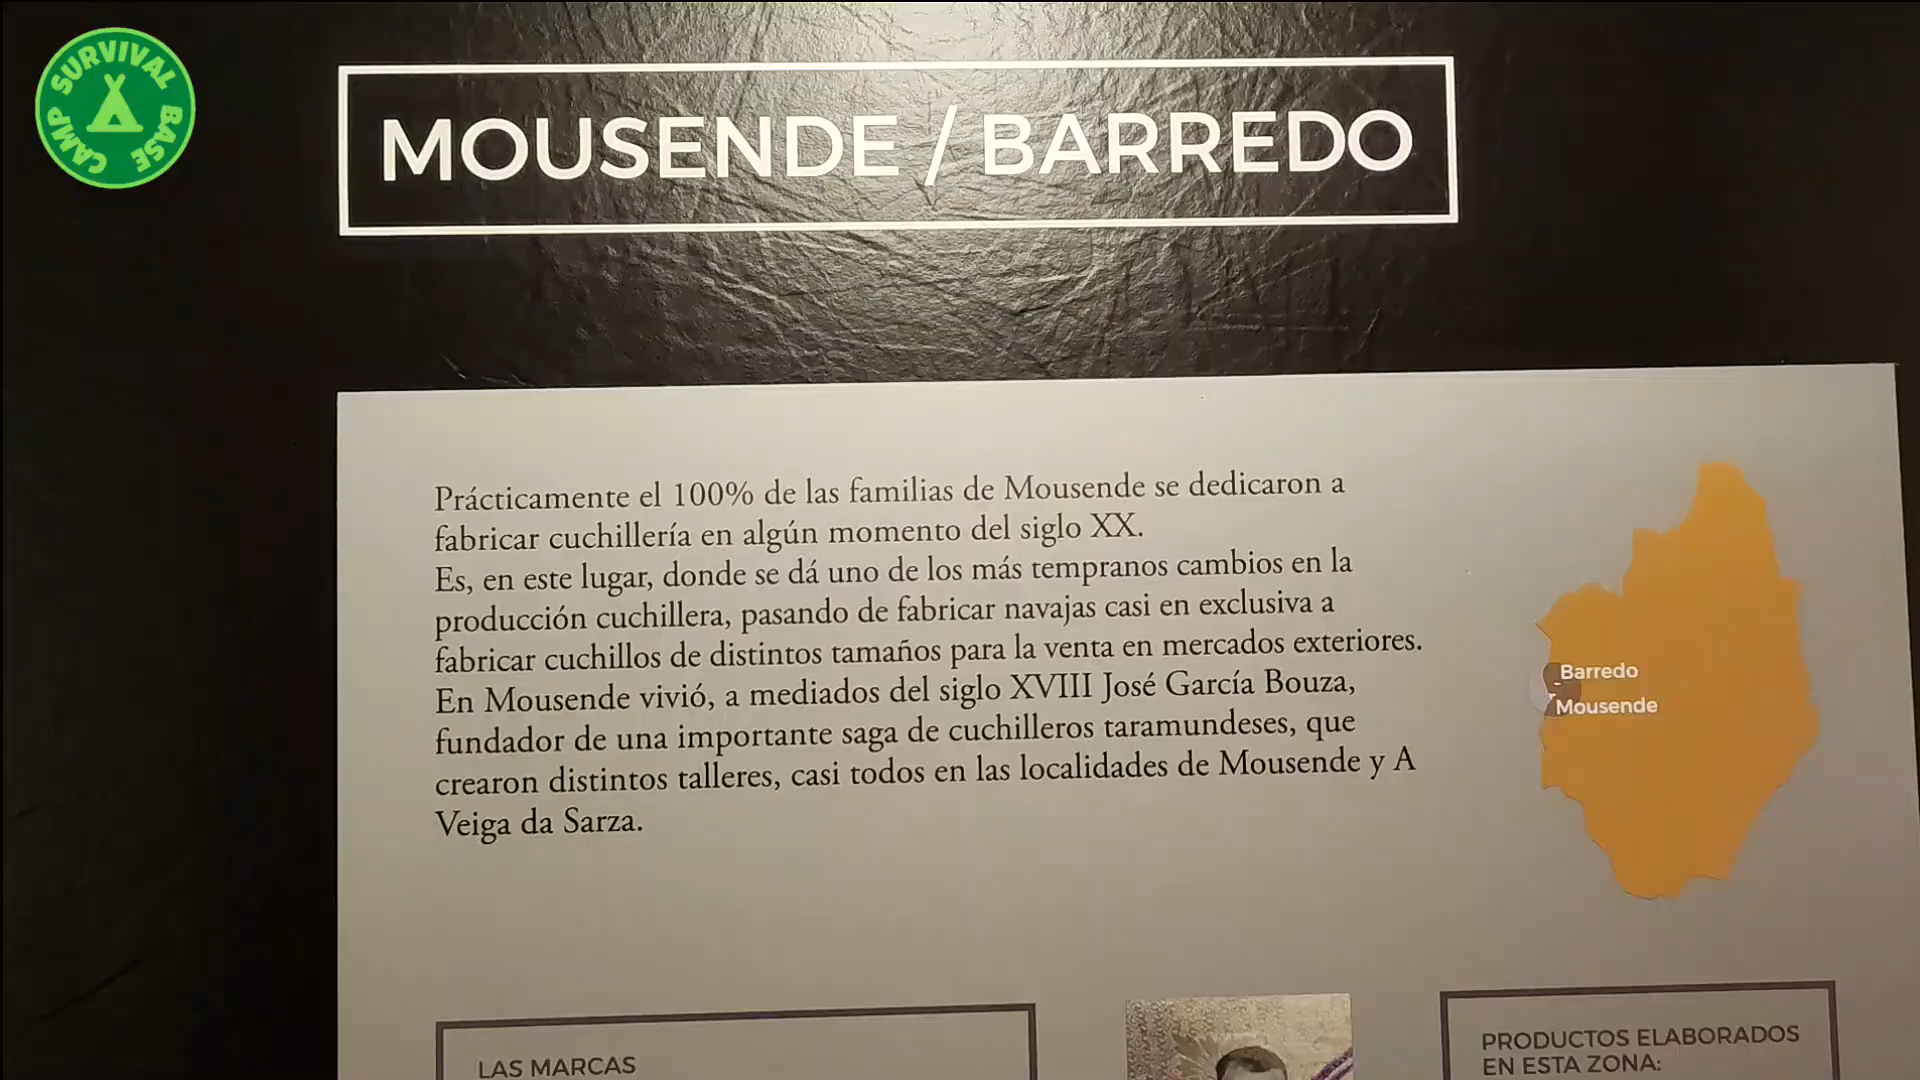 SURVIVAL BASE CAMP
MOUSENDE / BARREDO
Prácticamente el 100% de las familias de Mousende se dedicaron a
fabricar cuchillería en algún momento del siglo XX.
Es, en este lugar, donde se dá uno de los más tempranos cambios en la
producción cuchillera, pasando de fabricar navajas casi en exclusiva a
fabricar cuchillos de distintos tamaños para la venta en mercados exteriores.
En Mousende vivió, a mediados del siglo XVIII José García Bouza,
fundador de una importante saga de cuchilleros taramundeses, que
crearon distintos talleres, casi todos en las localidades de Mousende y A
Veiga da Sarza.
Barredo
Mousende
LAS MARCAS
PRODUCTOS ELABORADOS
EN ESTA ZONA: